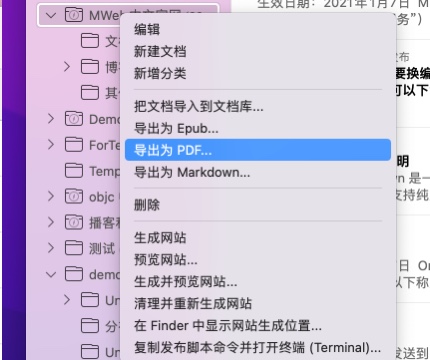 生效日期：2021年1月7日
MWeb
务”）
编辑
文
新建文档
博
新增分类
要换编
其
可以下
把文档导入到文档库...
Demo
导出为 Epub...
ForTe
导出为 PDF...
明
Temp
导出为 Markdown...
wn 是一
objc
删除
支持纯
播客和
测试
生成网站
demo
预览网站...
日
Un
生成并预览网站...
以下称
清理并重新生成网站
分
在 Finder 中显示网站生成位置...
Un
复制发布脚本命令并打开终端 (Terminal)...
发送到